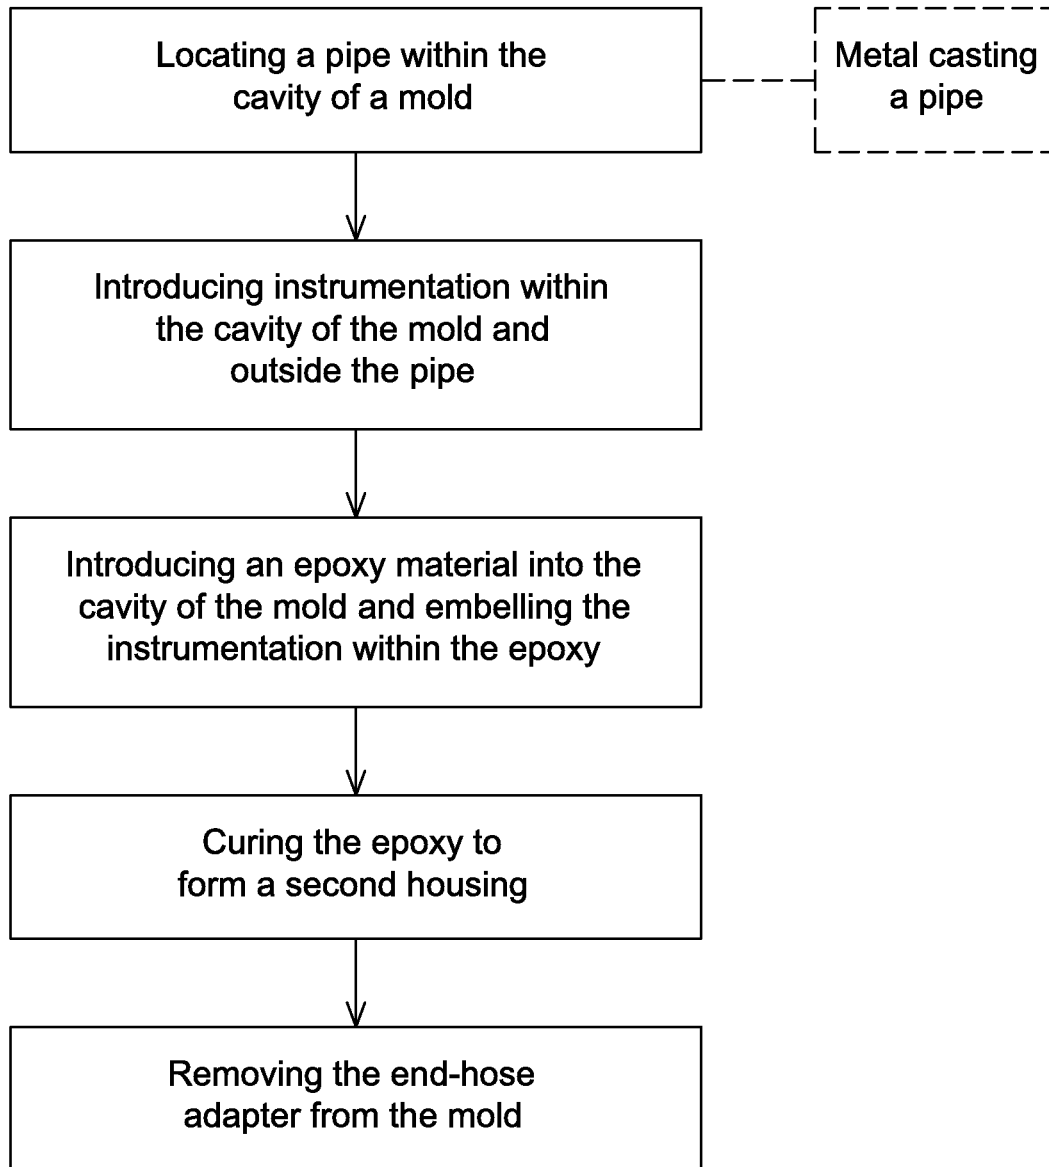 Locating a pipe within the
cavity of a mold
Metal casting
a pipe
Introducing instrumentation within
the cavity of the mold and
outside the pipe
Introducing an epoxy material into the
cavity of the mold and embelling the
instrumentation within the epoxy
Curing the epoxy to
form a second housing
Removing the end-hose
adapter from the mold